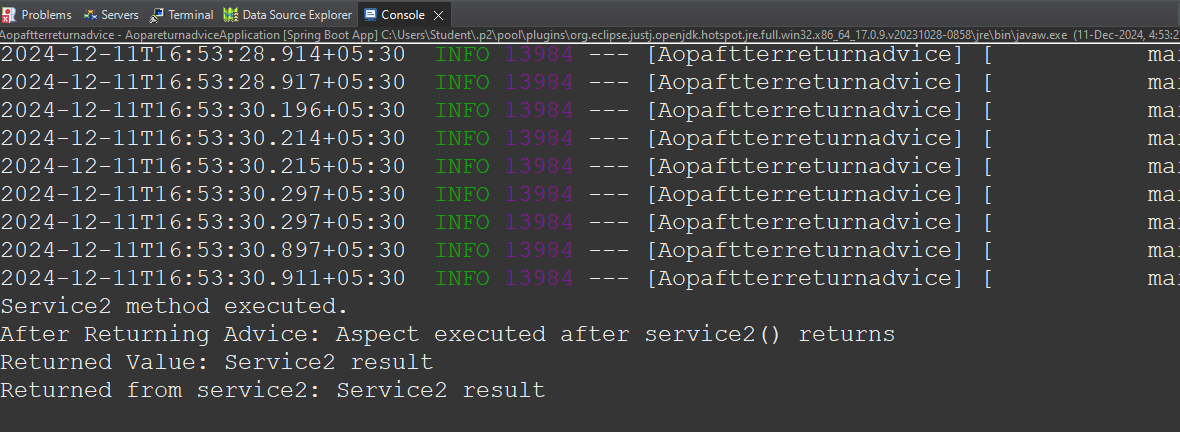 Problems Servers Terminal Data Source Explorer Console
Aopaftterreturnadvice - AopareturnadviceApplication [Spring Boot App] C:\Users\Student\.p2\pool\plugins\org.eclipse.justj.openjdk.hotspot.jre.full.win32.x86_64_17.0.9.v20231028-0858\jre\bin\javaw.exe (11-Dec-2024, 4:53:2
2024-12-11T16:53:28.914+05:30 INFO 13984 --- [Aopaftterreturnadvice] [ mai
2024-12-11T16:53:28.917+05:30 INFO 13984 --- [Aopaftterreturnadvice] [ mai
2024-12-11T16:53:30.196+05:30 INFO 13984 --- [Aopaftterreturnadvice] [ mai
2024-12-11T16:53:30.214+05:30 INFO 13984 --- [Aopaftterreturnadvice] [ mai
2024-12-11T16:53:30.215+05:30 INFO 13984 --- [Aopaftterreturnadvice] [ mai
2024-12-11T16:53:30.297+05:30 INFO 13984 --- [Aopaftterreturnadvice] [ mai
2024-12-11T16:53:30.297+05:30 INFO 13984 --- [Aopaftterreturnadvice] [ mai
2024-12-11T16:53:30.897+05:30 INFO 13984 --- [Aopaftterreturnadvice] [ mai
2024-12-11T16:53:30.911+05:30 INFO 13984 --- [Aopaftterreturnadvice] [ mai
Service2 method executed.
After Returning Advice: Aspect executed after service2() returns
Returned Value: Service2 result
Returned from service2: Service2 result